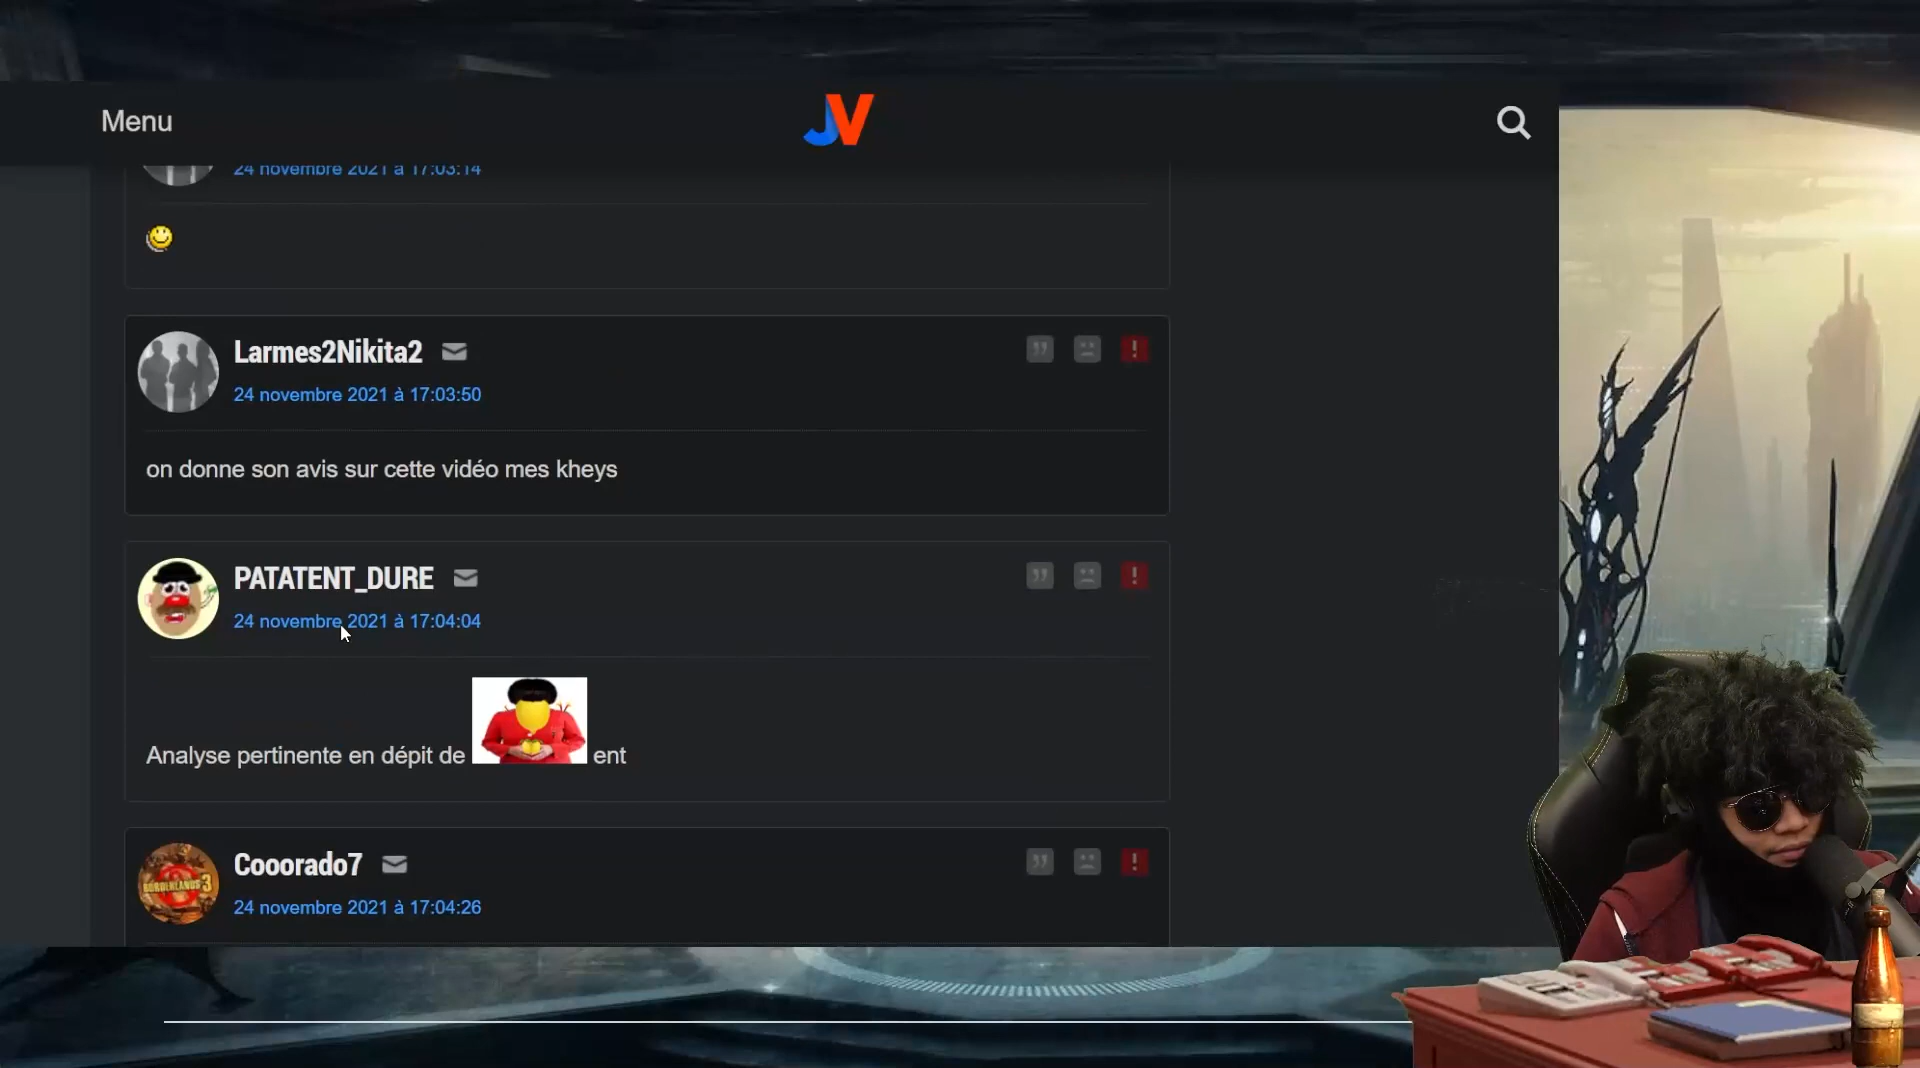 Menu
JV
24 novembre 2021 à 17:03:14
Larmes2Nikita2
24 novembre 2021 à 17:03:50
on donne son avis sur cette vidéo mes kheys
PATATENT_DURE
24 novembre 2021 à 17:04:04
Analyse pertinente en dépit de ent
Cooorado7
BORDERLANDS 3
24 novembre 2021 à 17:04:26